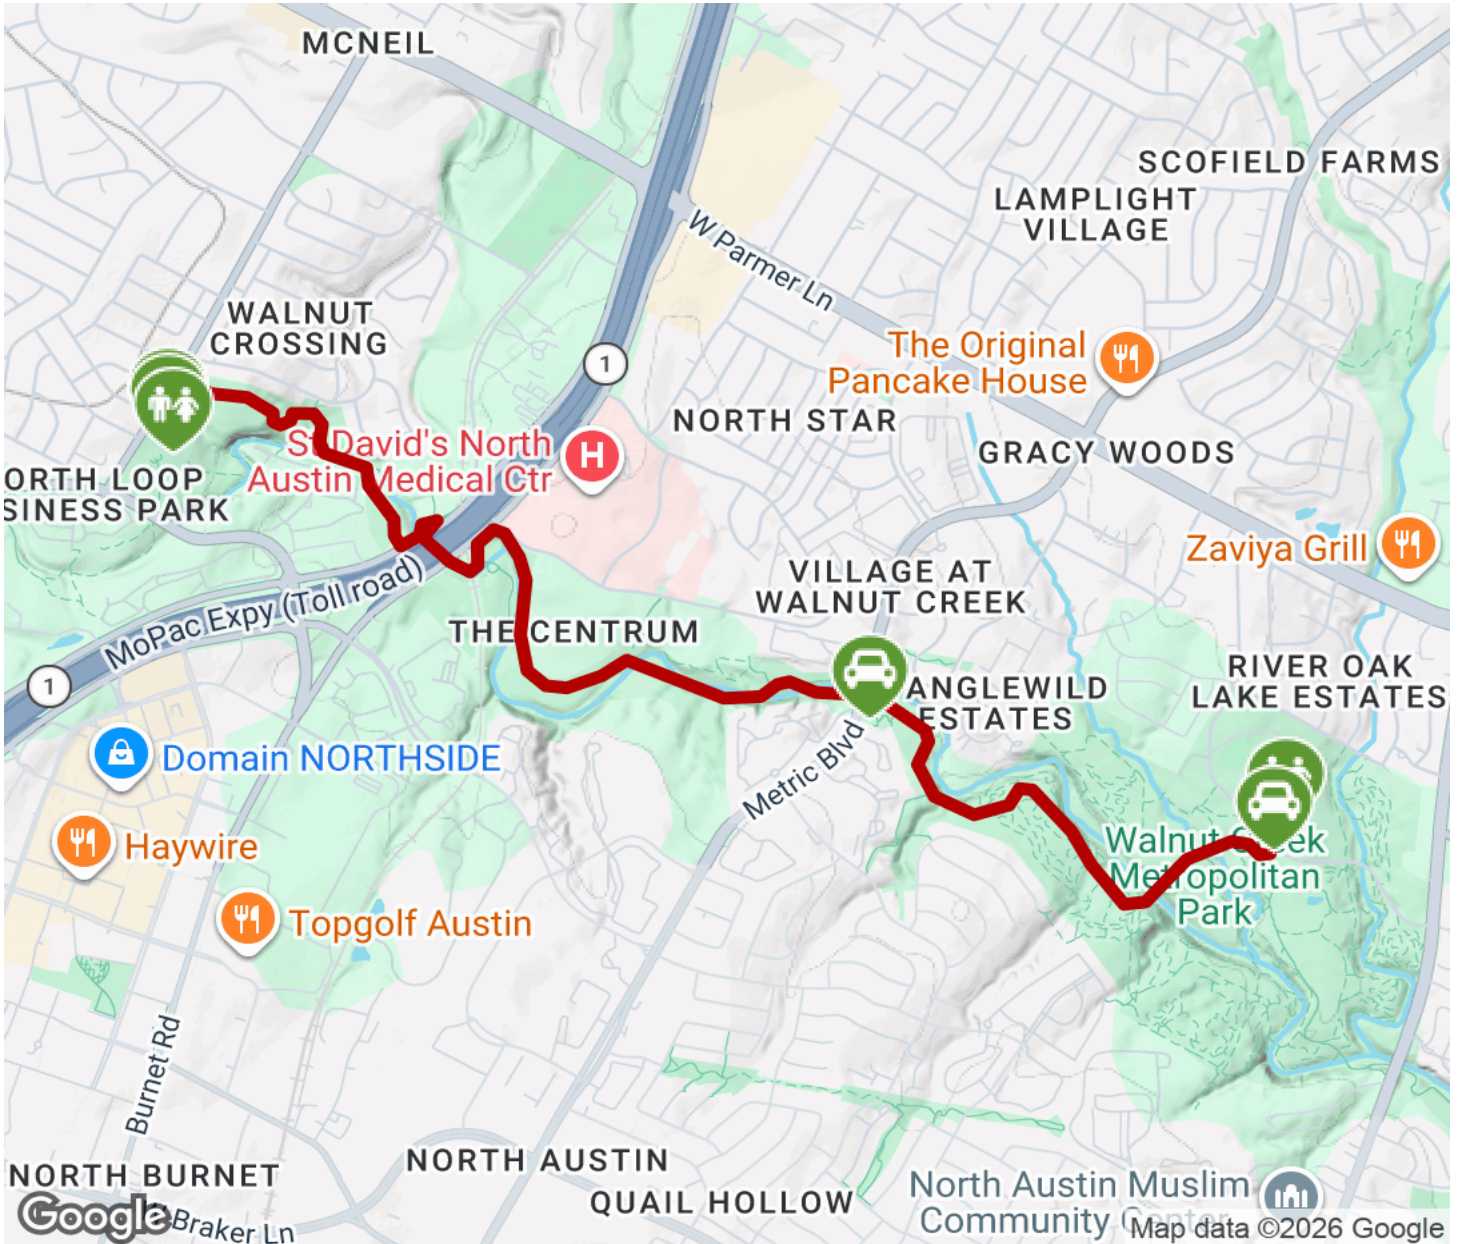 MCNEIL
SCOFIELD FARMS
LAMPLIGHT
VILLAGE
W Parmer Ln
WALNUT
CROSSING
1
The Original
Pancake House
NORTH STAR
St David's North
Austin Medical Ctr
H
GRACY WOODS
ORTH LOOP
SINESS PARK
Zaviya Grill
MoPac Expy (Toll road)
VILLAGE AT
WALNUT CREEK
THE CENTRUM
1
RIVER OAK
LAKE ESTATES
ANGLEWILD
ESTATES
Domain NORTHSIDE
Metric Blvd
Haywire
Walnut Creek
Metropolitan
Park
Topgolf Austin
Burnet Rd
NORTH BURNET
NORTH AUSTIN
QUAIL HOLLOW
North Austin Muslim
Community Center
Google
W Braker Ln
Map data ©2026 Google